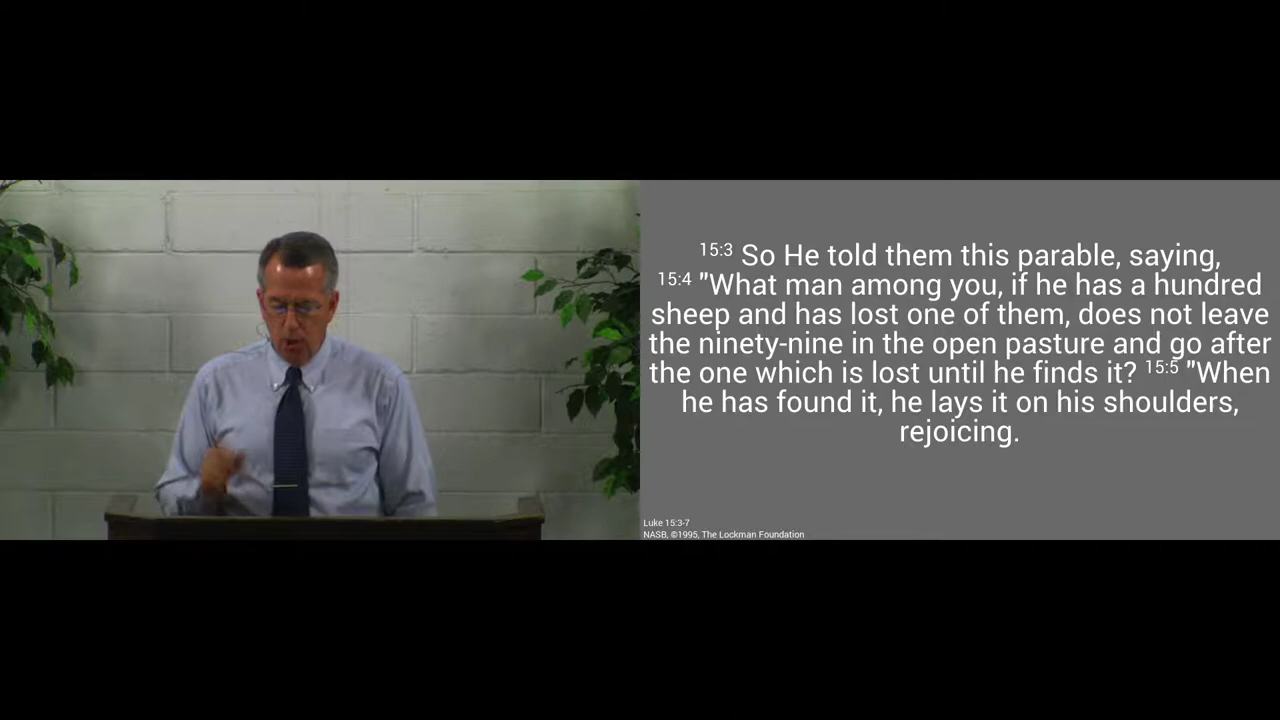 15:3 So He told them this parable, saying,
15:4 "What man among you, if he has a hundred
sheep and has lost one of them, does not leave
the ninety-nine in the open pasture and go after
the one which is lost until he finds it? 15:5 "When
he has found it, he lays it on his shoulders,
rejoicing.
Luke 15:3-7
NASB, ©1995, The Lockman Foundation